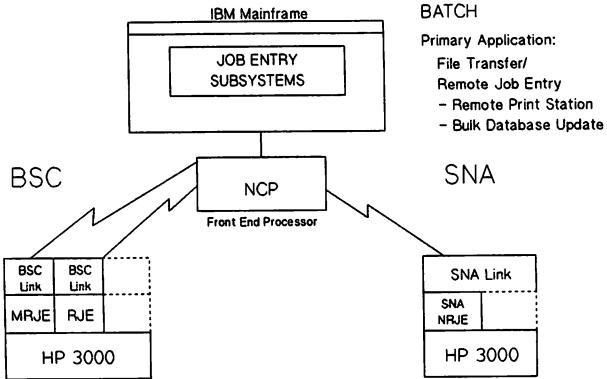 IBM Mainframe
JOB ENTRY
SUBSYSTEMS
BATCH
Primary Application:
File Transfer/
Remote Job Entry
- Remote Print Station
- Bulk Database Update
BSC
NCP
Front End Processor
SNA
BSC
Link
BSC
Link
MRJE
RJE
HP 3000
SNA Link
SNA
NRJE
HP 3000